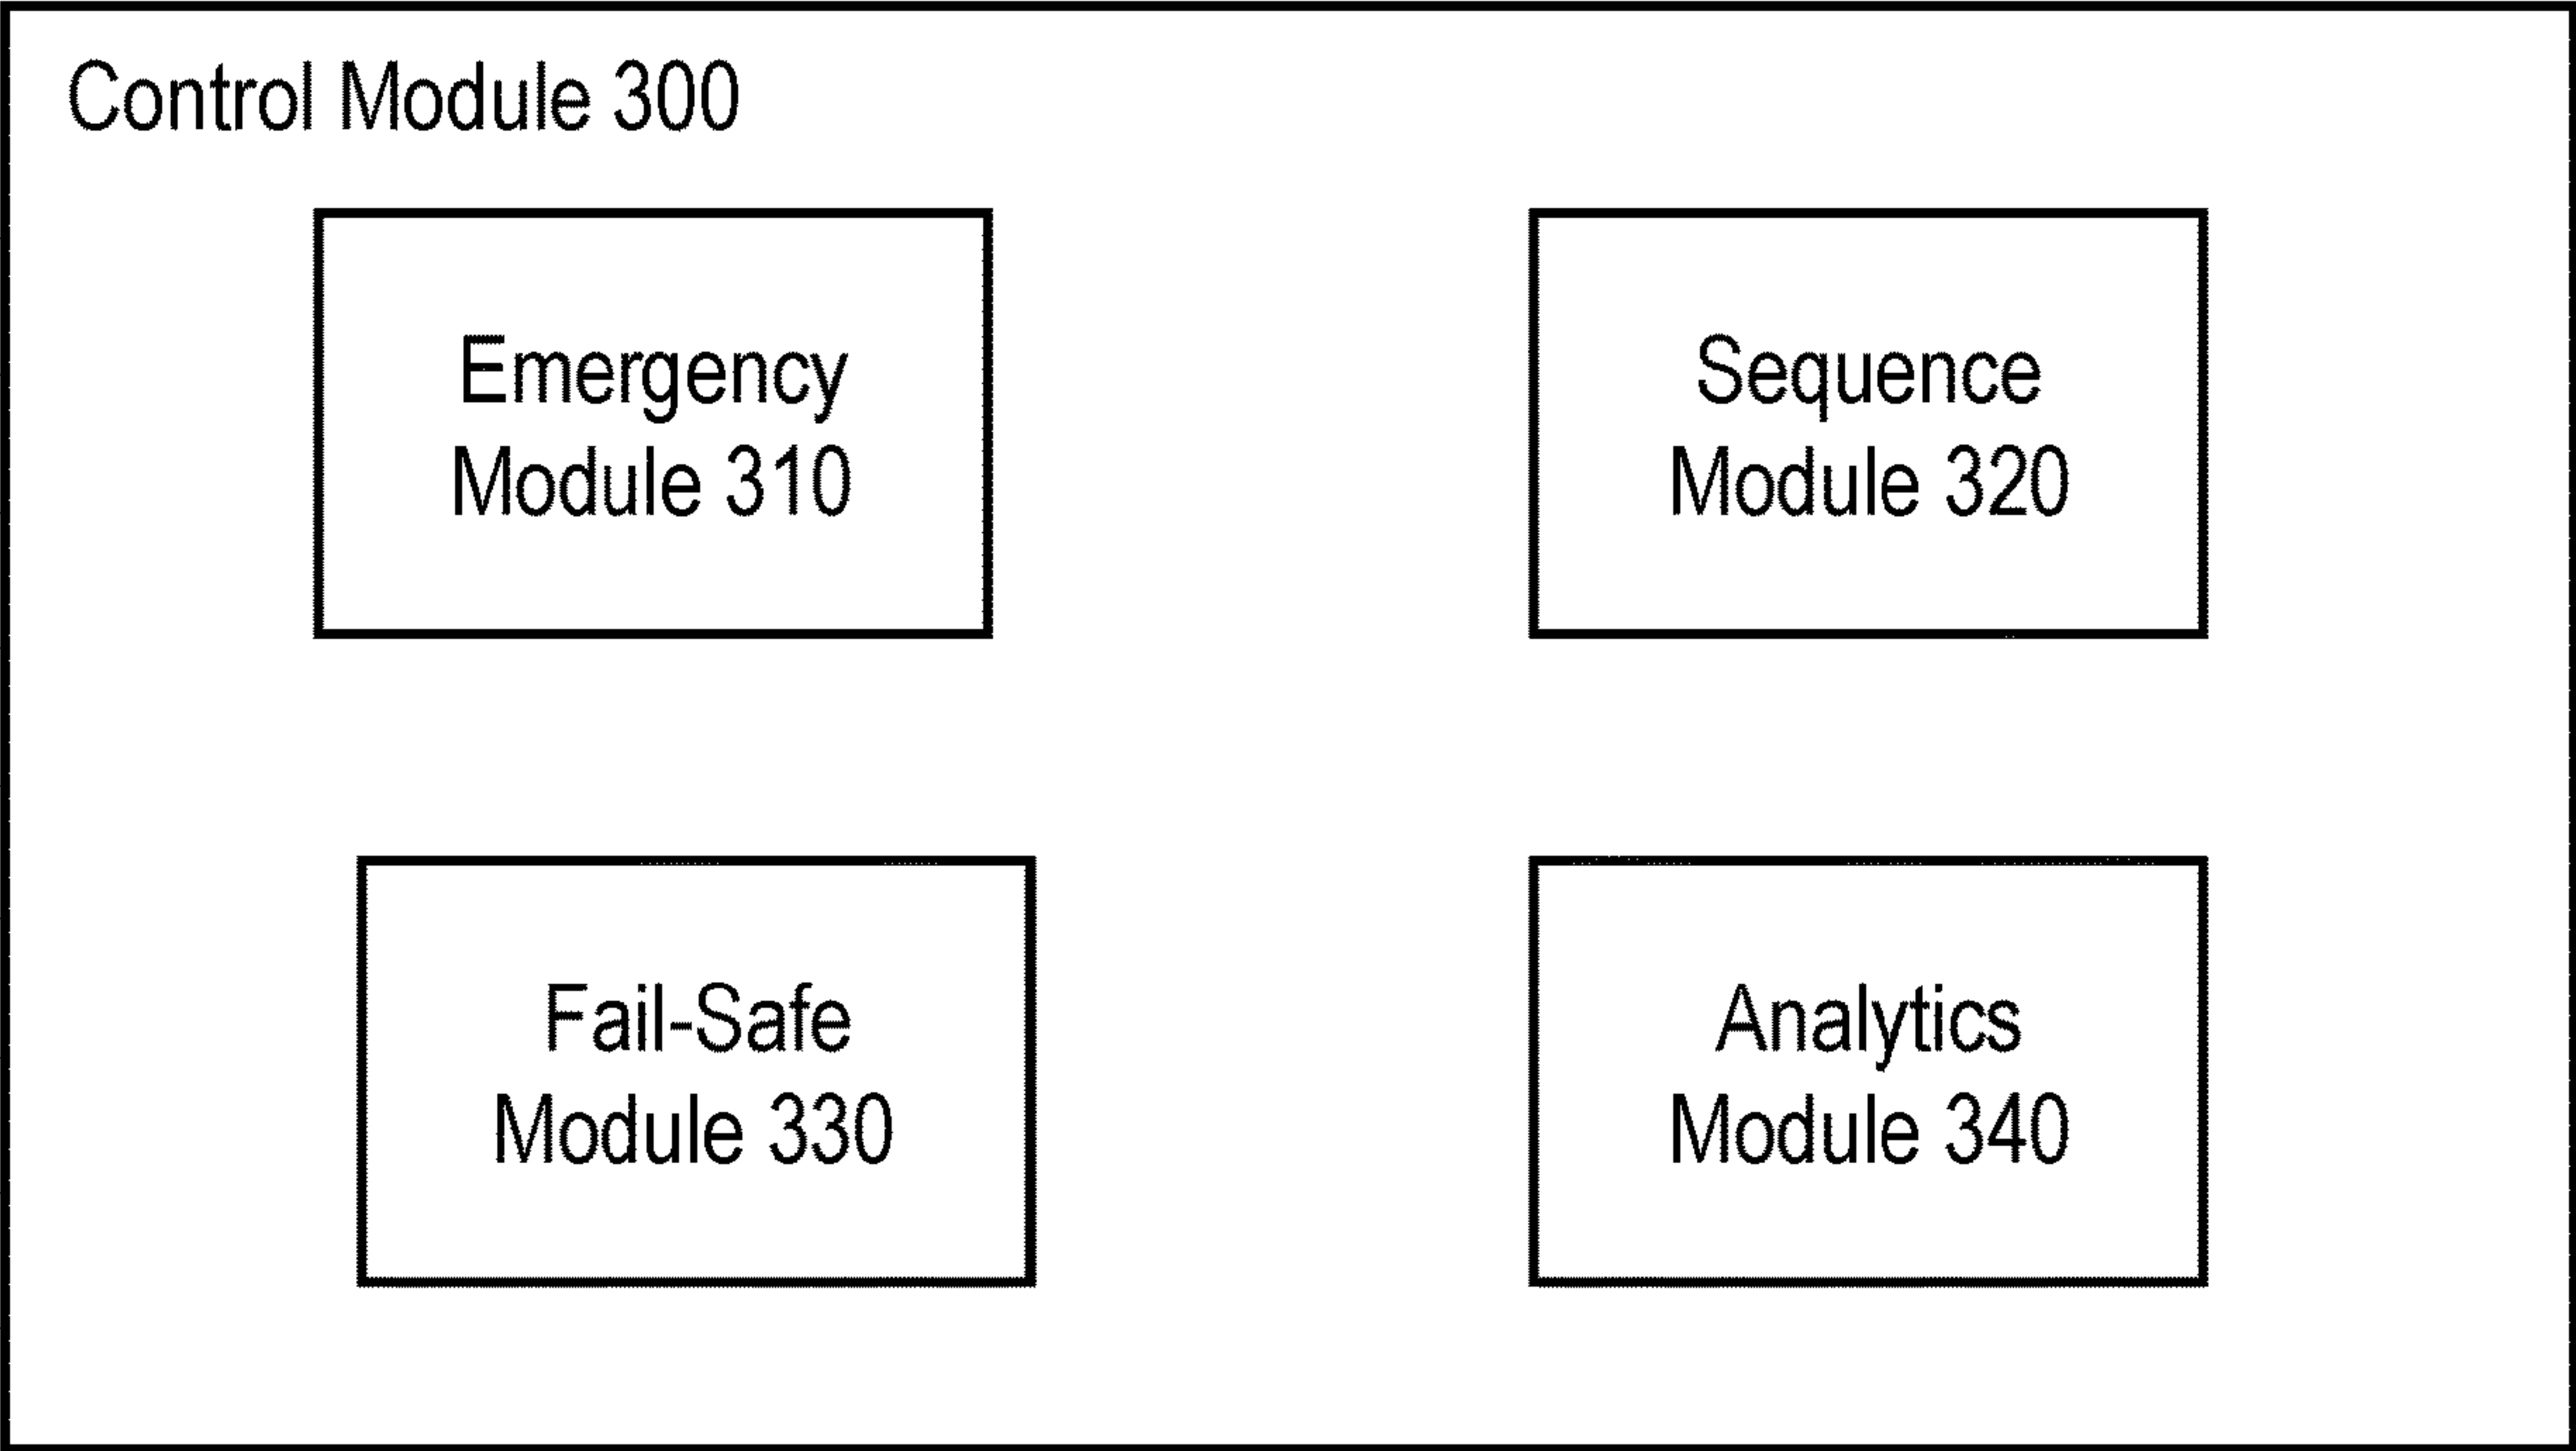 Control Module 300
Emergency
Module 310
Sequence
Module 320
Fail-Safe
Module 330
Analytics
Module 340